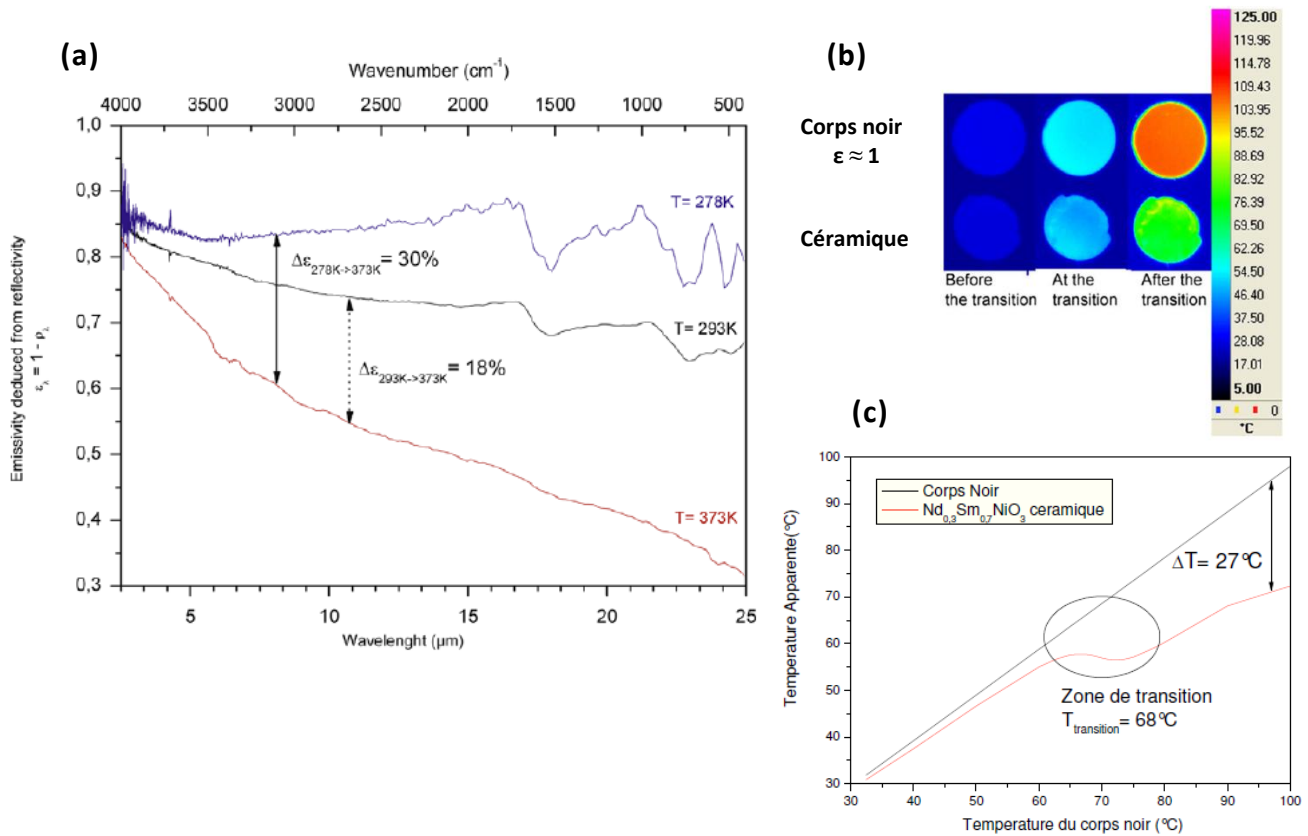 (a)
Wavenumber (cm⁻¹)
4000 3500 3000 2500 2000 1500 1000 500
1,0
0,9
0,8
0,7
0,6
0,5
0,4
0,3
Emissivity deduced from reflectivity
ε_λ = 1 - ρ_λ
T= 278K
Δε_278K->373K = 30%
T= 293K
Δε_293K->373K = 18%
T= 373K
5 10 15 20 25
Wavelenght (µm)
(b)
Corps noir
ε ≈ 1
Céramique
Before
the transition
At the
transition
After the
transition
125.00
119.96
114.78
109.43
103.95
95.52
88.69
82.92
76.39
69.50
62.26
54.50
46.40
37.50
28.08
17.01
5.00
0
°C
(c)
100
90
80
70
60
50
40
30
Temperature Apparente(°C)
Corps Noir
Nd0,3Sm0,7NiO3 ceramique
ΔT= 27°C
Zone de transition
T_transition= 68°C
30 40 50 60 70 80 90 100
Temperature du corps noir (°C)